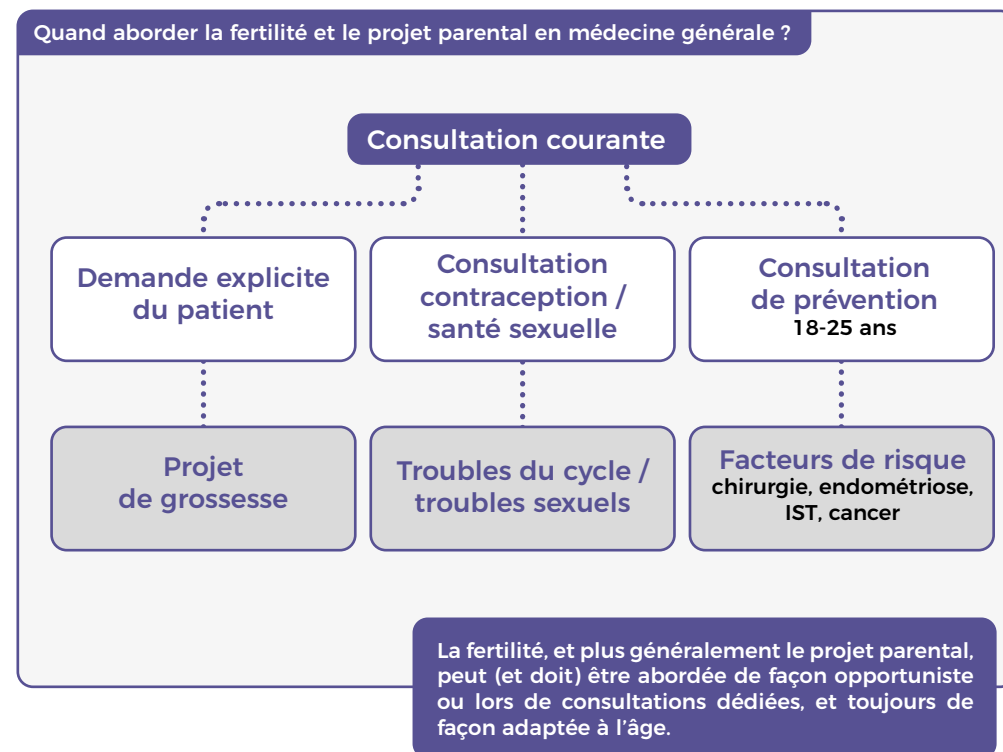 Quand aborder la fertilité et le projet parental en médecine générale ?
Consultation courante
Demande explicite
du patient
Consultation
contraception /
santé sexuelle
Consultation
de prévention
18-25 ans
Projet
de grossesse
Troubles du cycle /
troubles sexuels
Facteurs de risque
chirurgie, endométriose,
IST, cancer
La fertilité, et plus généralement le projet parental,
peut (et doit) être abordée de façon opportuniste
ou lors de consultations dédiées, et toujours de
façon adaptée à l’âge.